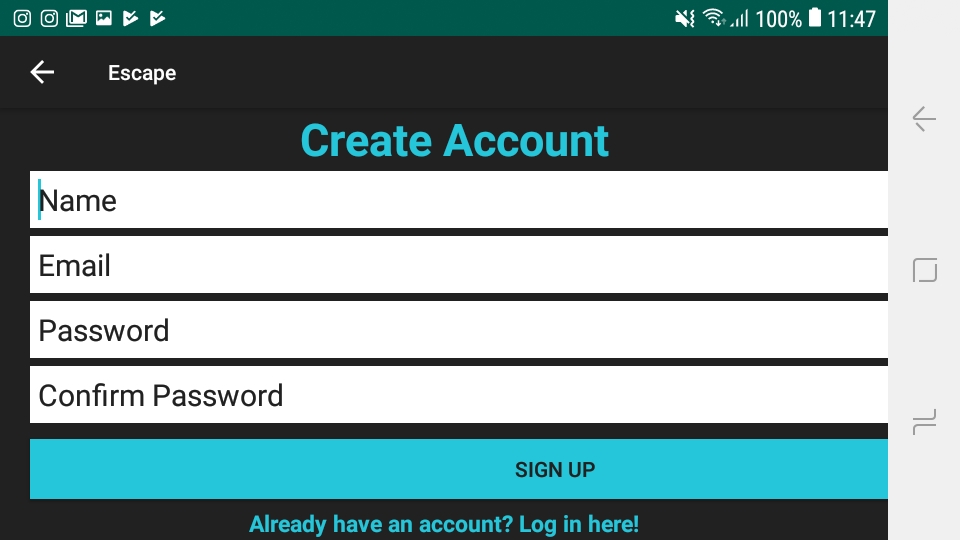 100% 11:47
Escape
Create Account
Name
Email
Password
Confirm Password
SIGN UP
Already have an account? Log in here!